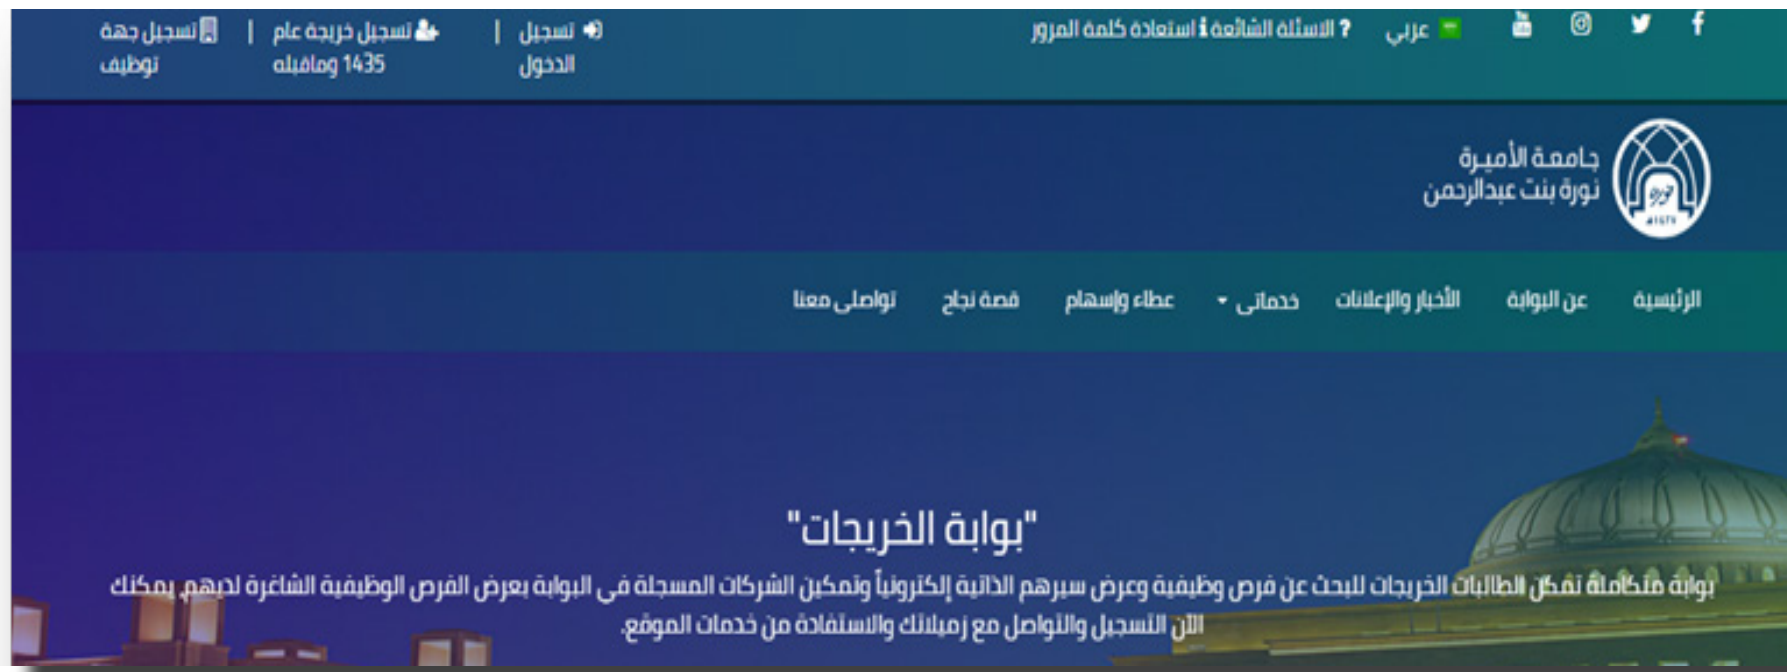 عربي ? الاسئلة الشائعة i استعادة كلمة المرور
تسجيل الدخول | تسجيل خريجة عام 1435 وماقبله | تسجيل جهة توظيف
جامعة الأميرة
نورة بنت عبدالرحمن
الرئيسية عن البوابة الأخبار والإعلانات خدماتى عطاء وإسهام قصة نجاح تواصلى معنا
"بوابة الخريجات"
بوابة متكاملة تمكن الطالبات الخريجات للبحث عن فرص وظيفية وعرض سيرهم الذاتية إلكترونياً وتمكين الشركات المسجلة في البوابة بعرض الفرص الوظيفية الشاغرة لديهم, يمكنك
الآن التسجيل والتواصل مع زميلاتك والاستفادة من خدمات الموقع.